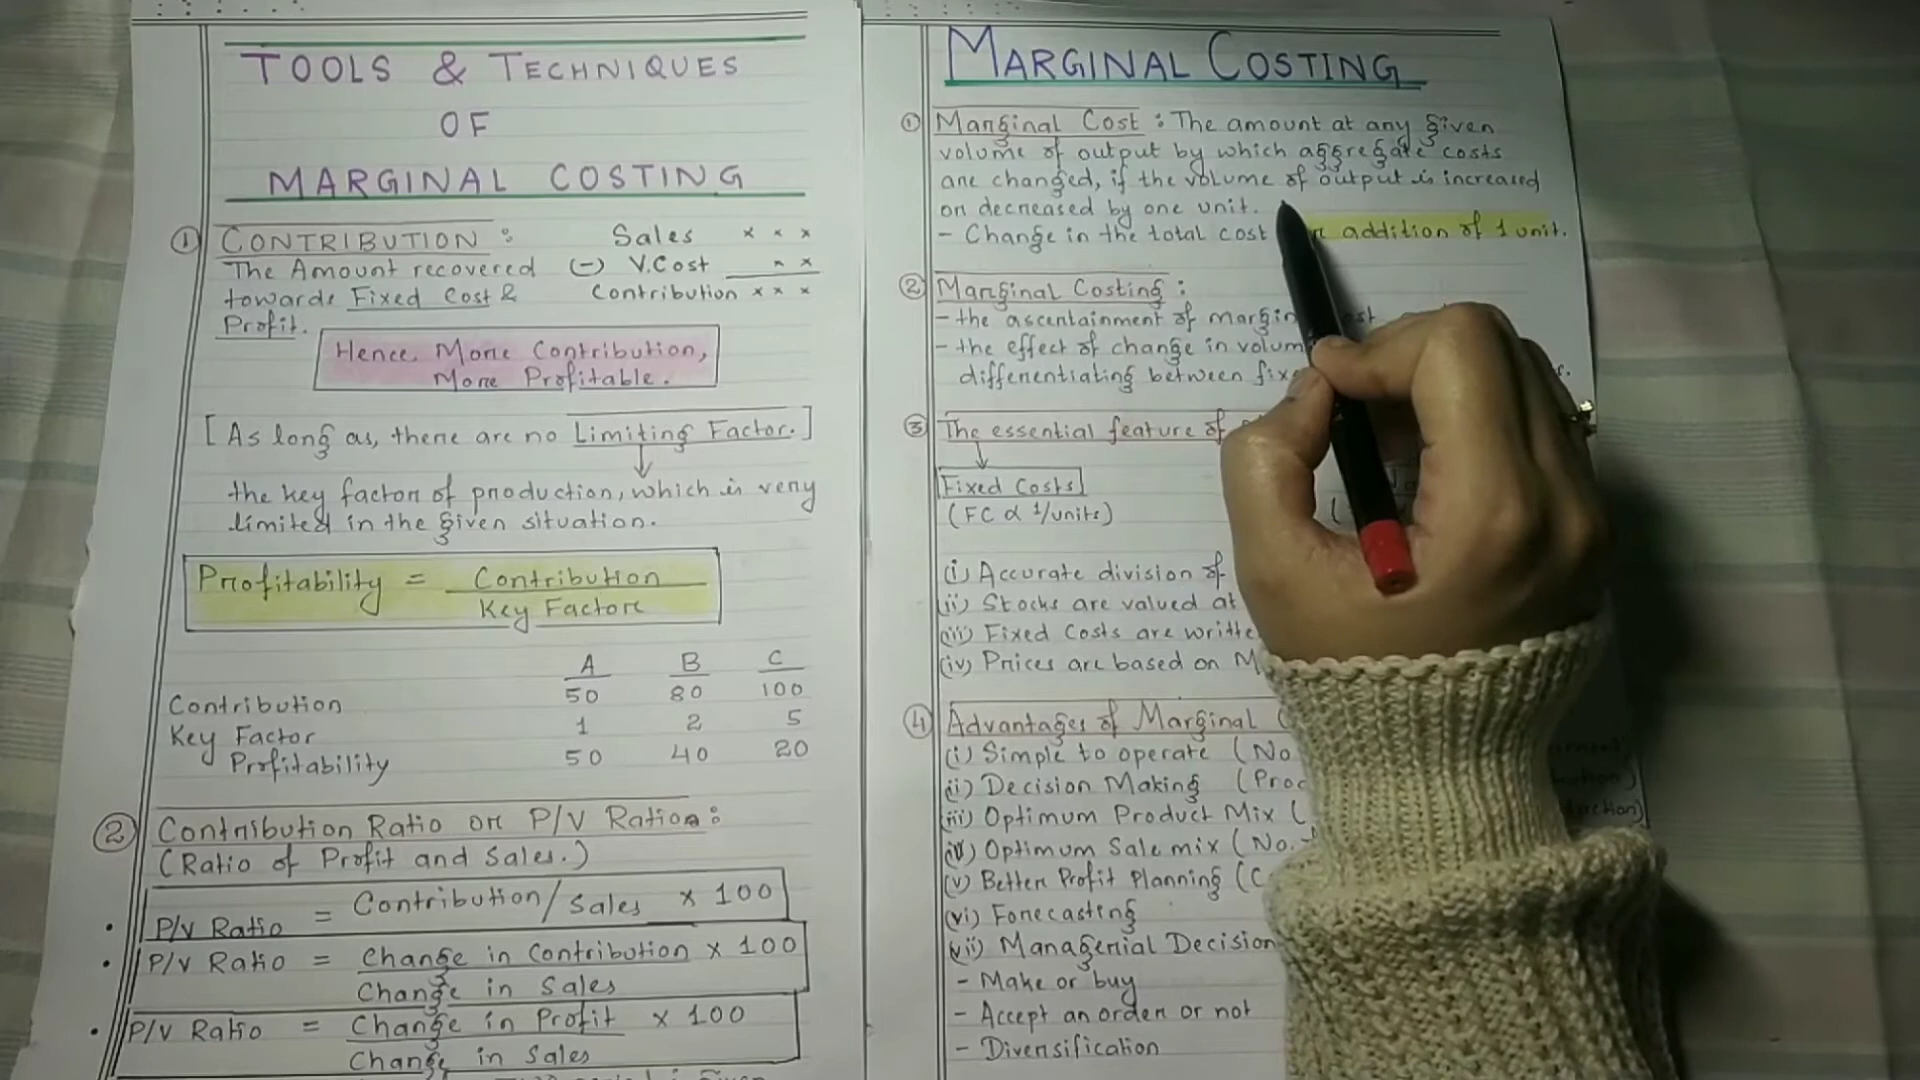 TOOLS & TECHNIQUES
OF
MARGINAL COSTING
① CONTRIBUTION :
The Amount recovered
towards Fixed Cost &
Profit.
Sales x x x
(-) V.Cost x x
Contribution x x x
Hence, More Contribution,
More Profitable.
[As long as, there are no Limiting Factor.]
the key factor of production, which is very
limited in the given situation.
Profitability = Contribution
Key Factor
A B C
Contribution 50 80 100
Key Factor 1 2 5
Profitability 50 40 20
② Contribution Ratio or P/V Ratio:
(Ratio of Profit and Sales.)
P/V Ratio = Contribution/Sales x 100
P/V Ratio = Change in Contribution x 100
Change in Sales
P/V Ratio = Change in Profit x 100
Change in Sales
MARGINAL COSTING
① Marginal Cost : The amount at any given
volume of output by which aggregate costs
are changed, if the volume of output is increased
or decreased by one unit.
- Change in the total cost addition of 1 unit.
② Marginal Costing :
- the ascertainment of
- the effect of change in
differentiating between
③ The essential feature of
Fixed Costs
(FC ∝ 1/units)
(i) Accurate division of
(ii) Stocks are valued at
(iii) Fixed Costs are
(iv) Prices are based on
④ Advantages of Marginal
(i) Simple to operate (No
(ii) Decision Making
(iii) Optimum Product Mix (
(iv) Optimum Sale mix (No.
(v) Better Profit Planning
(vi) Forecasting
(vii) Managerial Decision
- Make or buy
- Accept an order or not
- Diversification